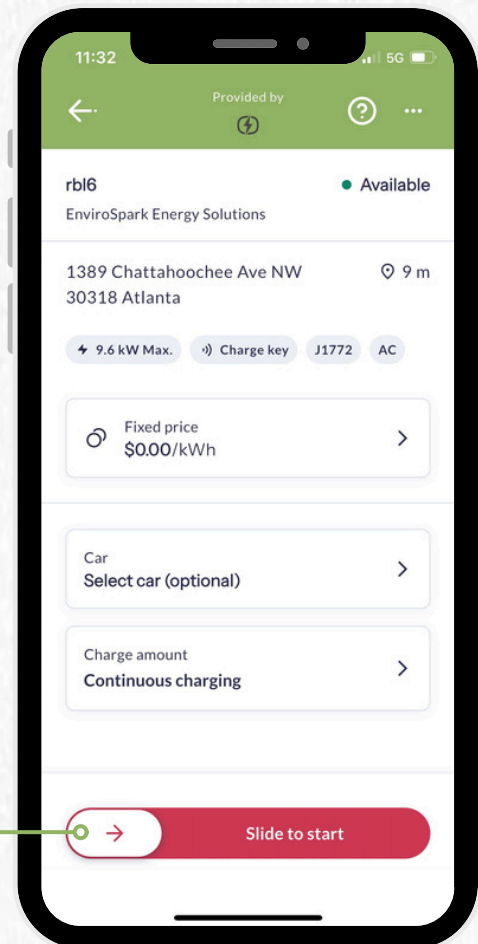 11:32
5G
Provided by
rbl6
Available
EnviroSpark Energy Solutions
1389 Chattahoochee Ave NW
9 m
30318 Atlanta
9.6 kW Max.
Charge key
J1772
AC
Fixed price
$0.00/kWh
Car
Select car (optional)
Charge amount
Continuous charging
Slide to start